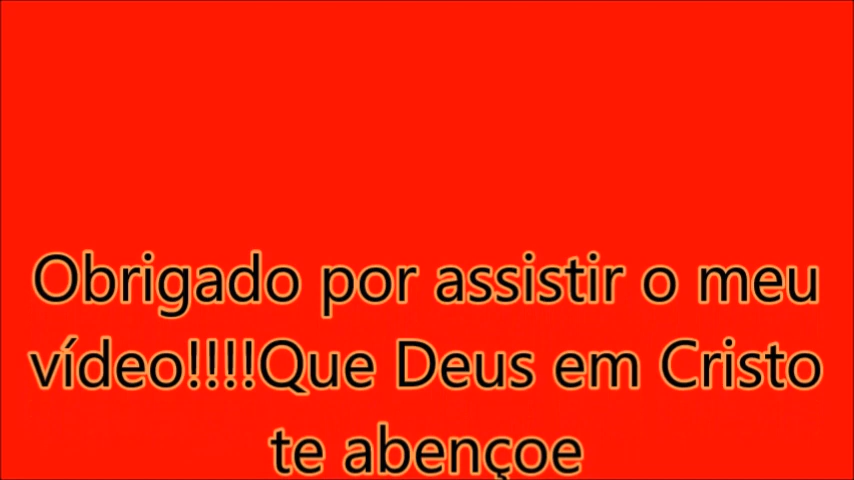 Obrigado por assistir o meu
vídeo!!!!Que Deus em Cristo
te abençoe